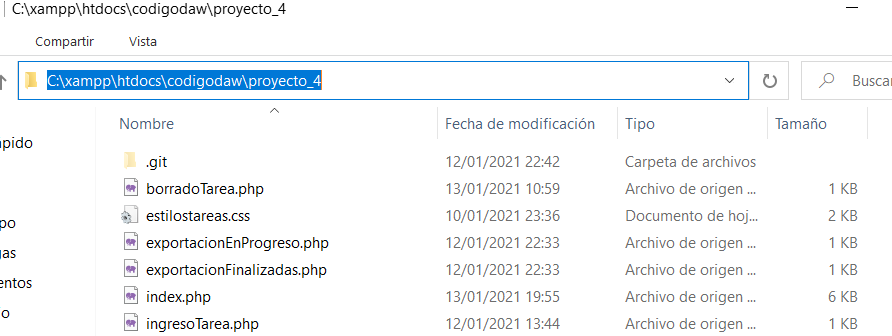 C:\xampp\htdocs\codigodaw\proyecto_4
Compartir Vista
C:\xampp\htdocs\codigodaw\proyecto_4 Buscar
Nombre Fecha de modificación Tipo Tamaño
.git 12/01/2021 22:42 Carpeta de archivos
borradoTarea.php 13/01/2021 10:59 Archivo de origen ... 1 KB
estilostareas.css 10/01/2021 23:36 Documento de hoj... 2 KB
exportacionEnProgreso.php 12/01/2021 22:33 Archivo de origen ... 1 KB
exportacionFinalizadas.php 12/01/2021 22:33 Archivo de origen ... 1 KB
index.php 13/01/2021 19:55 Archivo de origen ... 6 KB
ingresoTarea.php 12/01/2021 13:44 Archivo de origen ... 1 KB